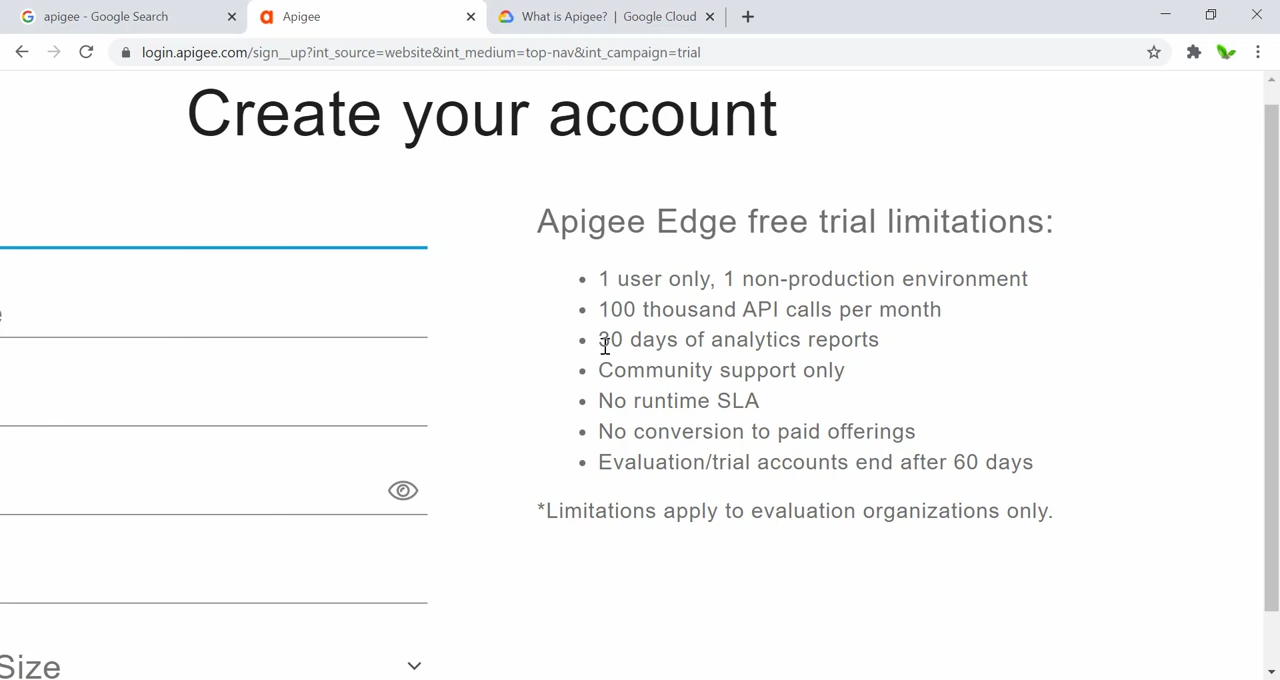 apigee - Google Search
Apigee
What is Apigee? | Google Cloud
login.apigee.com/sign__up?int_source=website&int_medium=top-nav&int_campaign=trial
Create your account
Apigee Edge free trial limitations:
• 1 user only, 1 non-production environment
• 100 thousand API calls per month
• 30 days of analytics reports
• Community support only
• No runtime SLA
• No conversion to paid offerings
• Evaluation/trial accounts end after 60 days
*Limitations apply to evaluation organizations only.
Size